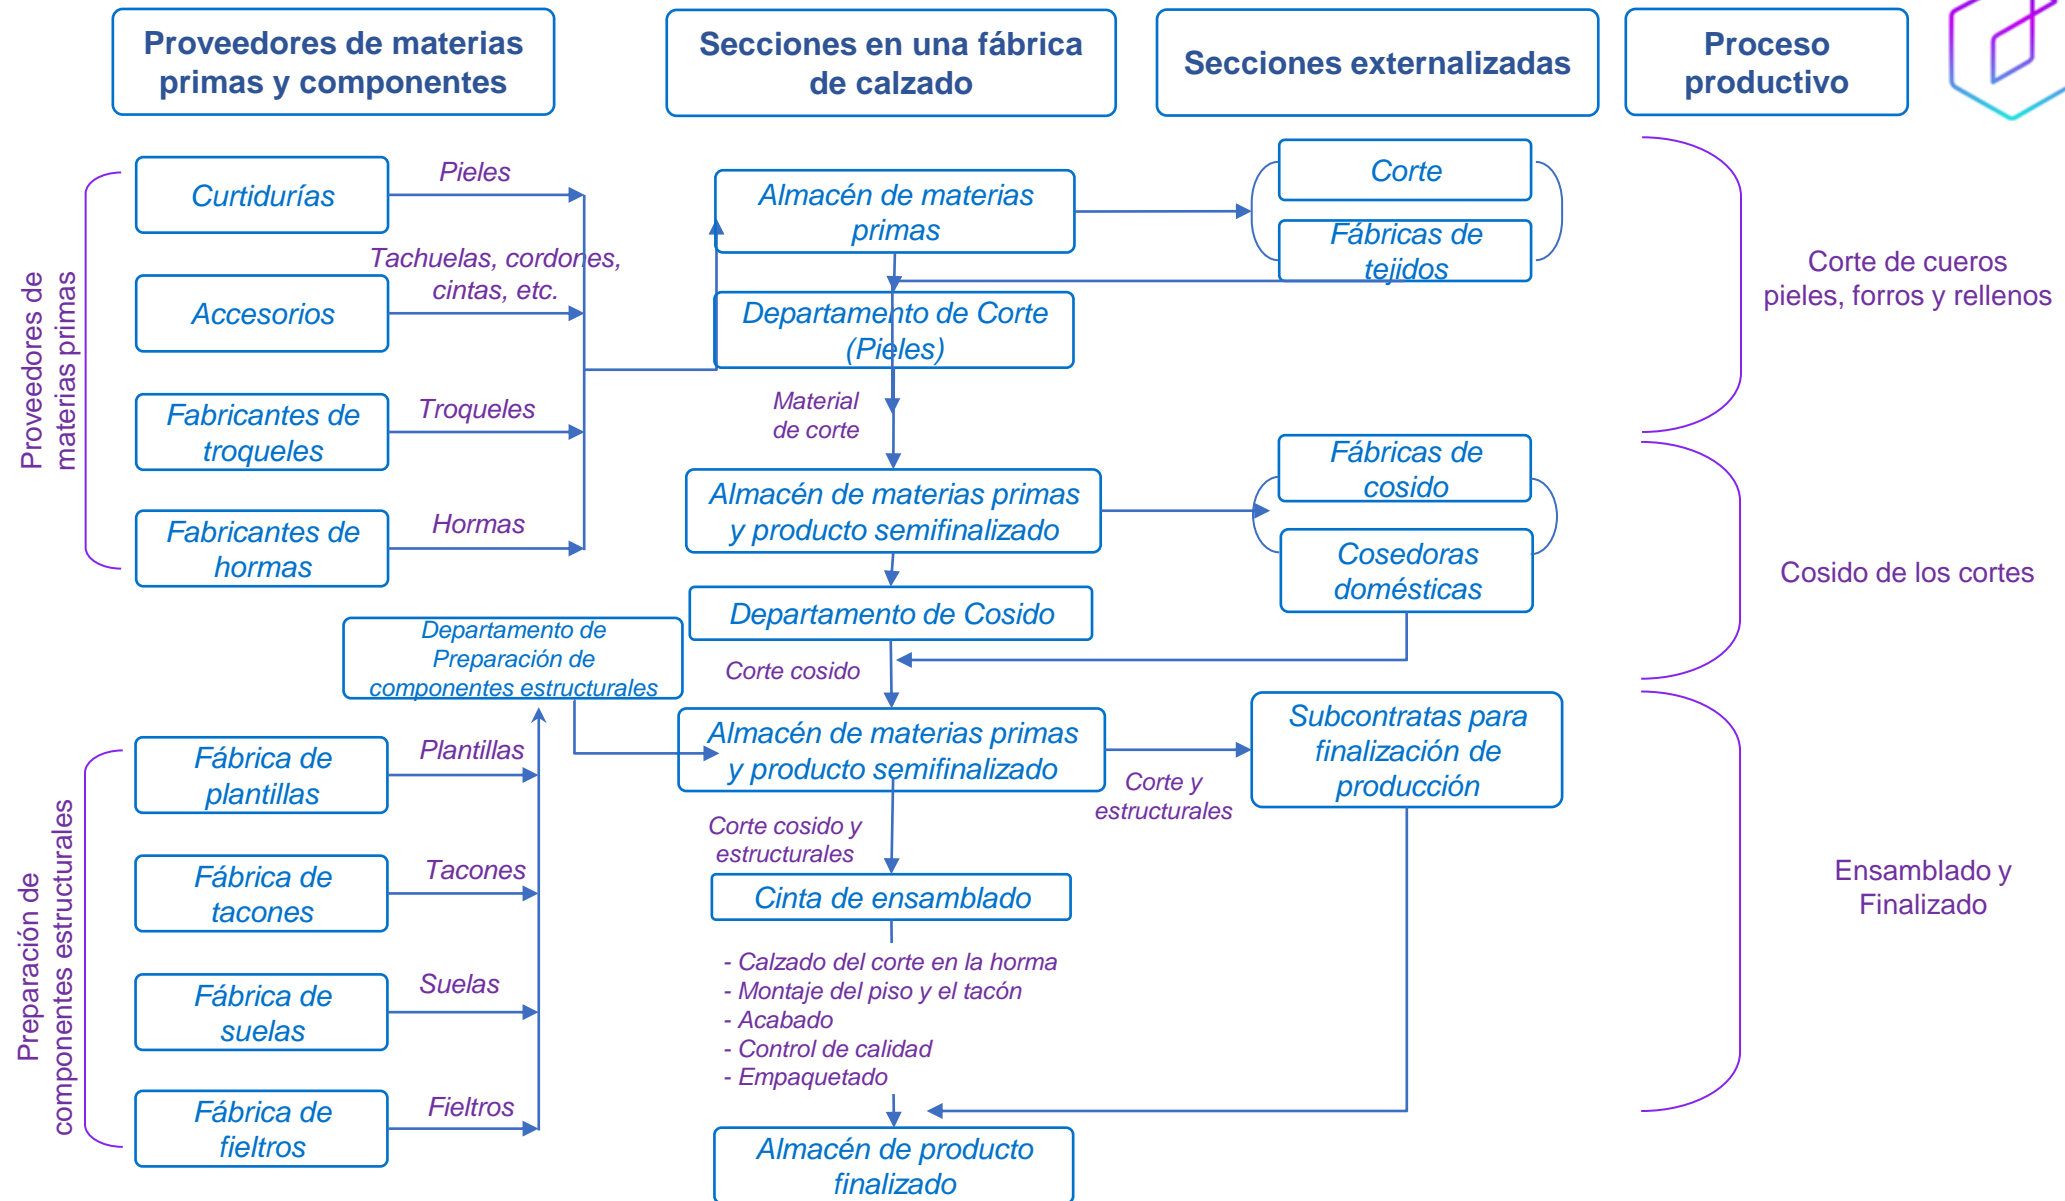 Proveedores de materias
primas y componentes
Secciones en una fábrica
de calzado
Secciones externalizadas
Proceso
productivo
Proveedores de
materias primas
Curtidurías
Pieles
Accesorios
Tachuelas, cordones,
cintas, etc.
Fabricantes de
troqueles
Troqueles
Fabricantes de
hormas
Hormas
Almacén de materias
primas
Corte
Fábricas de
tejidos
Departamento de Corte
(Pieles)
Material
de corte
Corte de cueros
pieles, forros y rellenos
Almacén de materias primas
y producto semifinalizado
Fábricas de
cosido
Cosedoras
domésticas
Departamento de Cosido
Corte cosido
Cosido de los cortes
Departamento de
Preparación de
componentes estructurales
Preparación de
componentes estructurales
Fábrica de
plantillas
Plantillas
Fábrica de
tacones
Tacones
Fábrica de
suelas
Suelas
Fábrica de
fieltros
Fieltros
Almacén de materias primas
y producto semifinalizado
Corte y
estructurales
Subcontratas para
finalización de
producción
Corte cosido y
estructurales
Cinta de ensamblado
- Calzado del corte en la horma
- Montaje del piso y el tacón
- Acabado
- Control de calidad
- Empaquetado
Almacén de producto
finalizado
Ensamblado y
Finalizado